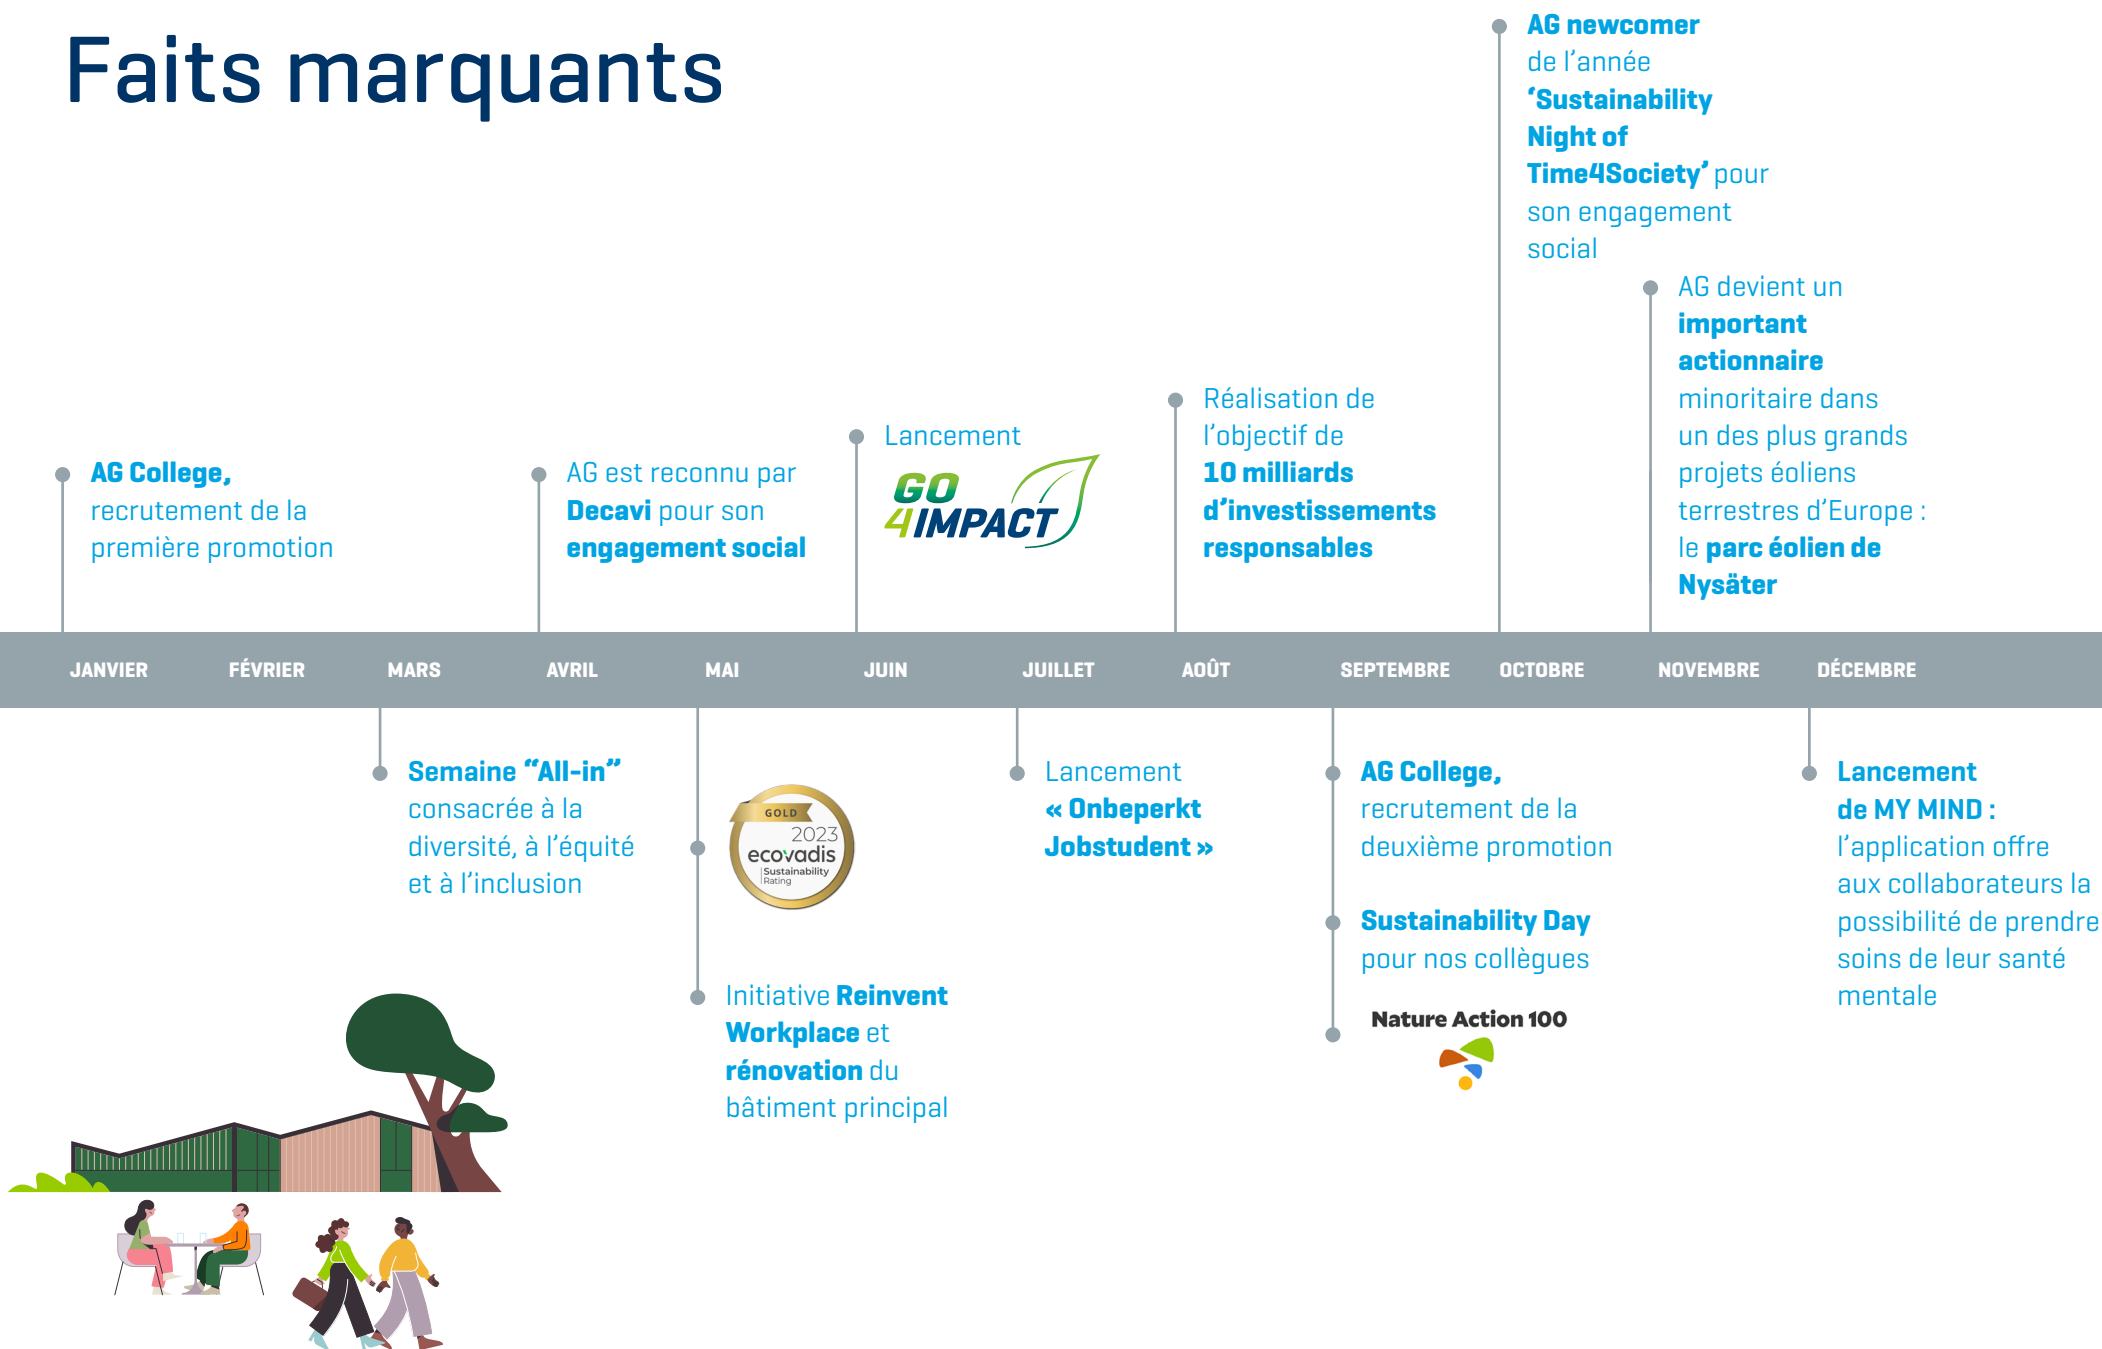 Faits marquants
AG newcomer
de l’année
‘Sustainability
Night of
Time4Society’ pour
son engagement
social
AG devient un
important
actionnaire
minoritaire dans
un des plus grands
projets éoliens
terrestres d’Europe :
le parc éolien de
Nysäter
Réalisation de
l’objectif de
10 milliards
d’investissements
responsables
Lancement
GO
4IMPACT
AG est reconnu par
Decavi pour son
engagement social
AG College,
recrutement de la
première promotion
JANVIER FÉVRIER MARS AVRIL MAI JUIN JUILLET AOÛT SEPTEMBRE OCTOBRE NOVEMBRE DÉCEMBRE
Semaine “All-in”
consacrée à la
diversité, à l’équité
et à l’inclusion
GOLD
2023
ecovadis
Sustainability
Rating
Initiative Reinvent
Workplace et
rénovation du
bâtiment principal
Lancement
« Onbeperkt
Jobstudent »
AG College,
recrutement de la
deuxième promotion
Sustainability Day
pour nos collègues
Nature Action 100
Lancement
de MY MIND :
l’application offre
aux collaborateurs la
possibilité de prendre
soins de leur santé
mentale